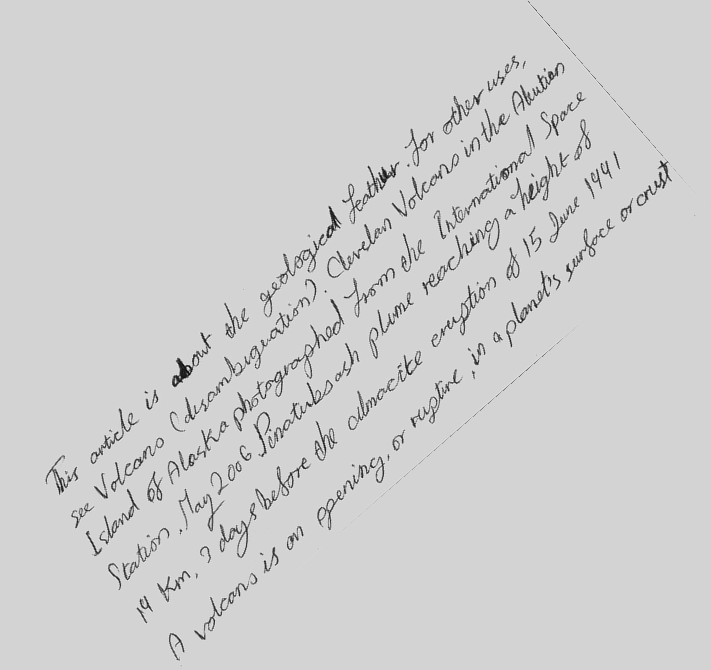 This article is about the geological feather. For other uses,
see Volcano (disambiguation). Clevelan Volcano in the Aleutian
Island of Alaska photographed from the International Space
Station, May 2006. Pinatubo ash plume reaching a height of
19 Km, 3 days before the climacite eruption of 15 June 1991
A volcano is an opening, or rupture, in a planet's surface or crust